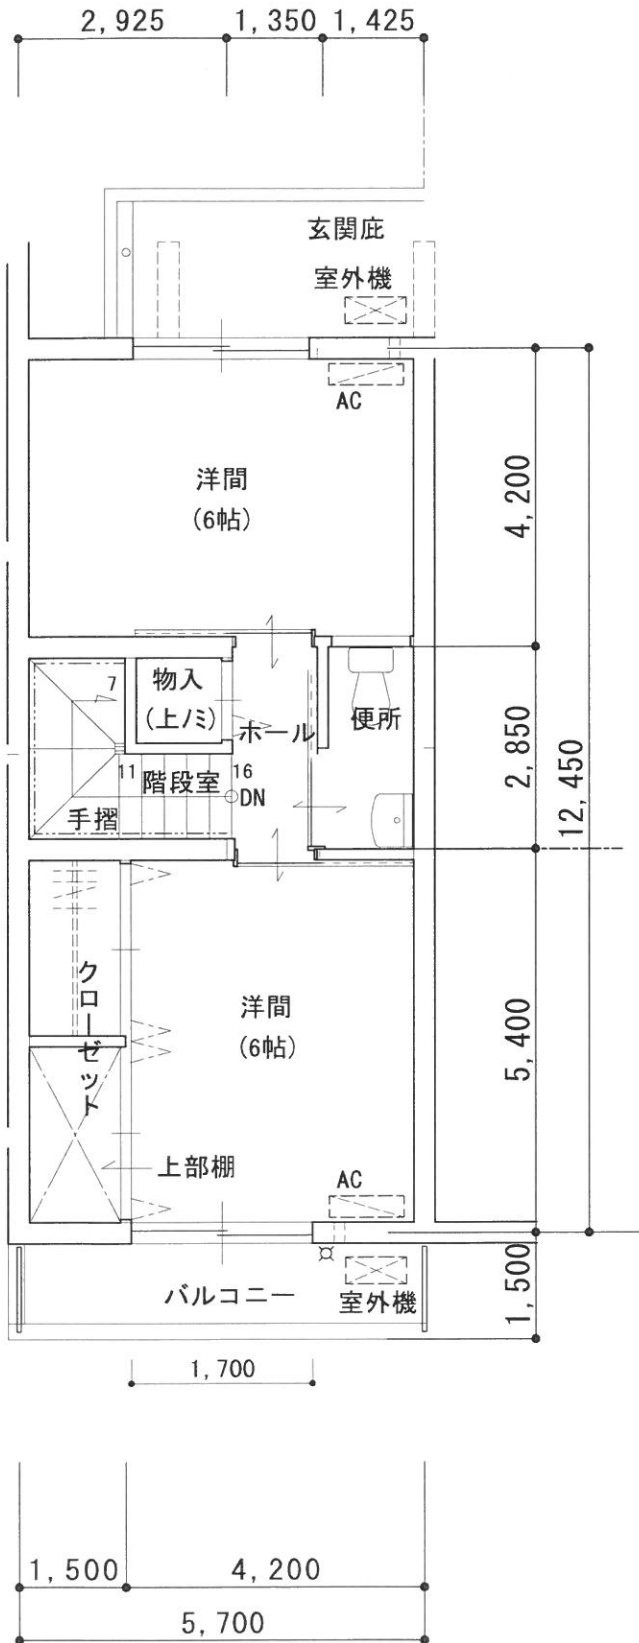 2,925
1,350
1,425
玄関庇
室外機
AC
洋間
(6帖)
4,200
7
物入
(上ノミ)
ホール
便所
2,850
12,450
11
階段室
16
DN
手摺
クローゼット
洋間
(6帖)
5,400
上部棚
AC
バルコニー
室外機
1,500
1,700
1,500
4,200
5,700